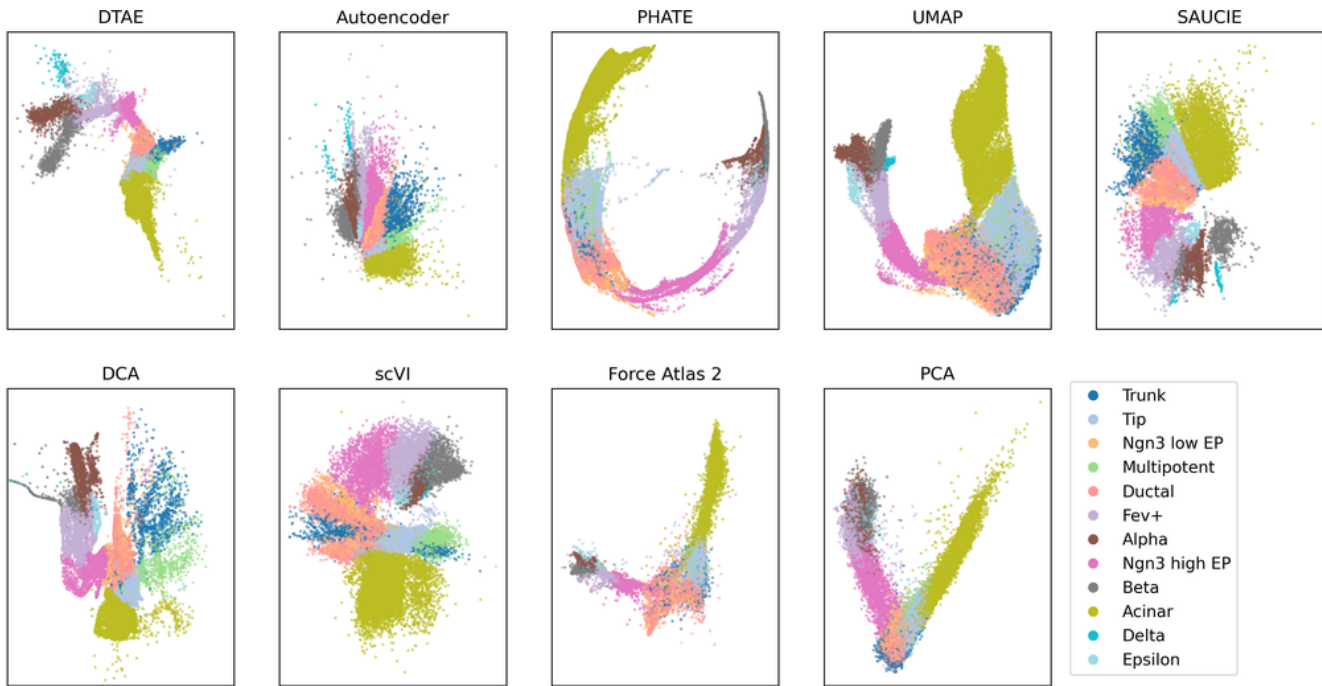 DTAE
Autoencoder
PHATE
UMAP
SAUCIE
DCA
scVI
Force Atlas 2
PCA
Trunk
Tip
Ngn3 low EP
Multipotent
Ductal
Fev+
Alpha
Ngn3 high EP
Beta
Acinar
Delta
Epsilon